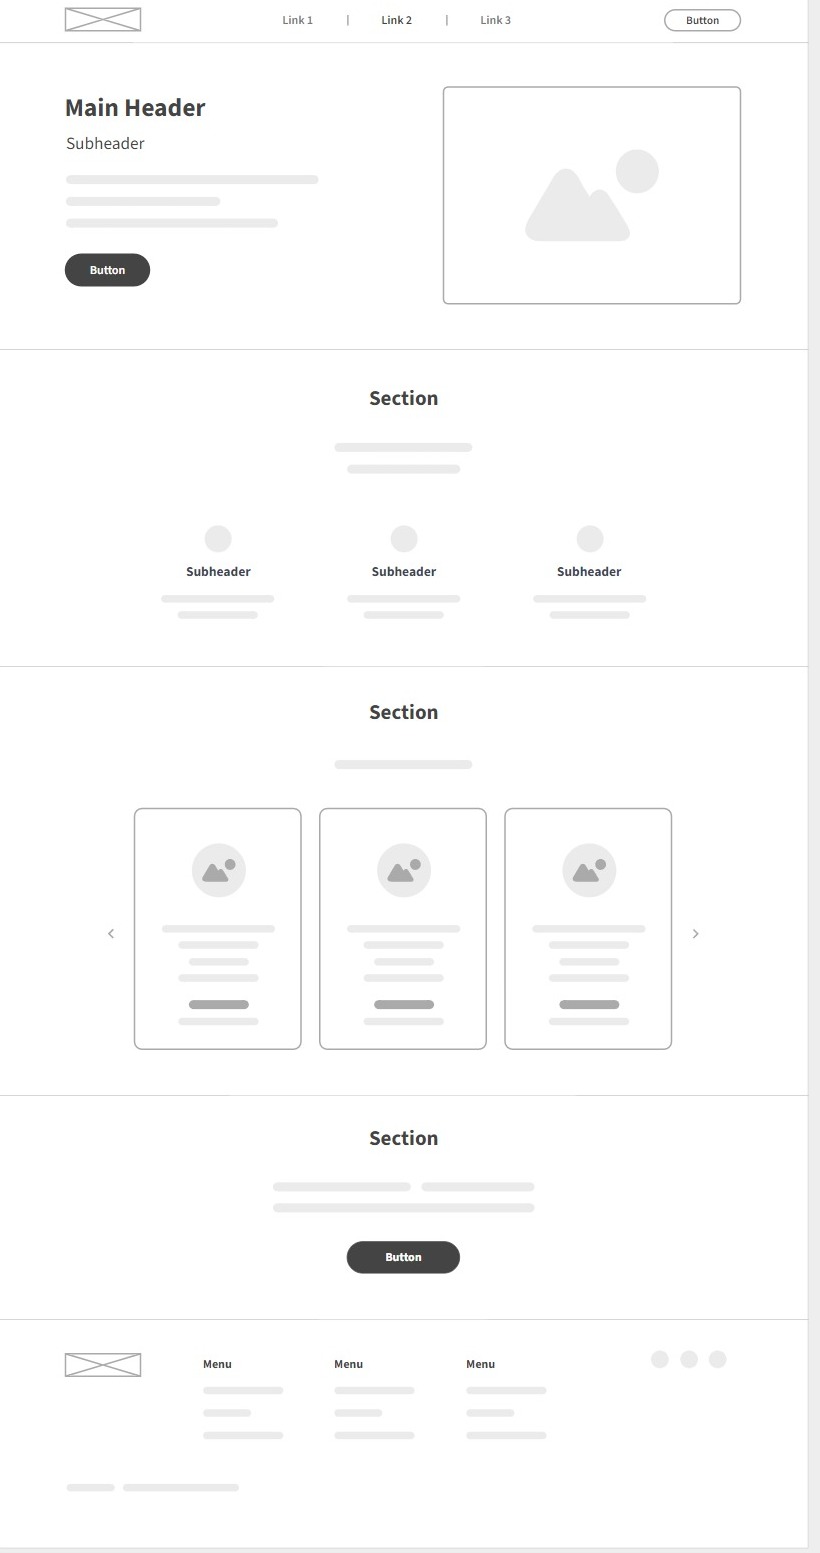 Link 1 | Link 2 | Link 3
Button
Main Header
Subheader
Button
Section
Subheader Subheader Subheader
Section
Section
Button
Menu Menu Menu